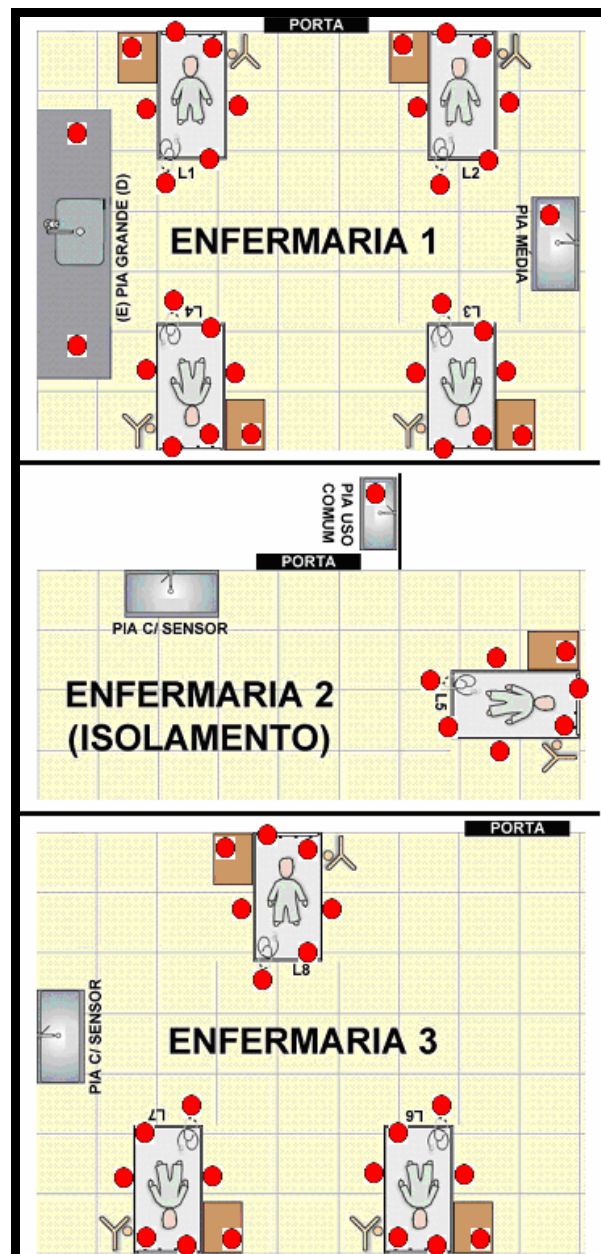 PORTA
L1
L2
(E) PIA GRANDE (D)
PIA MÉDIA
ENFERMARIA 1
L4
L3
PIA USO
COMUM
PORTA
PIA C/ SENSOR
ENFERMARIA 2
(ISOLAMENTO)
L5
PORTA
L8
PIA C/ SENSOR
ENFERMARIA 3
L7
L6